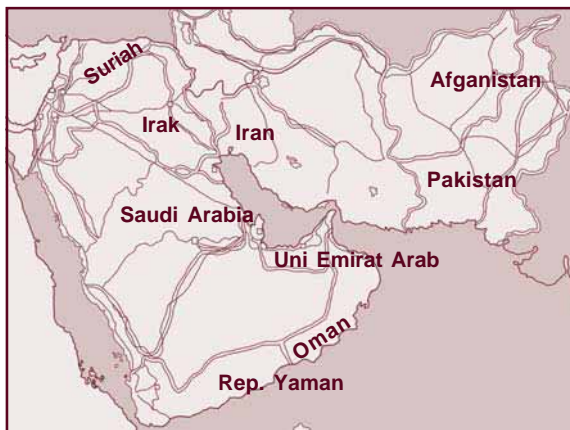 Suriah
Afganistan
Irak
Iran
Pakistan
Saudi Arabia
Uni Emirat Arab
Oman
Rep. Yaman